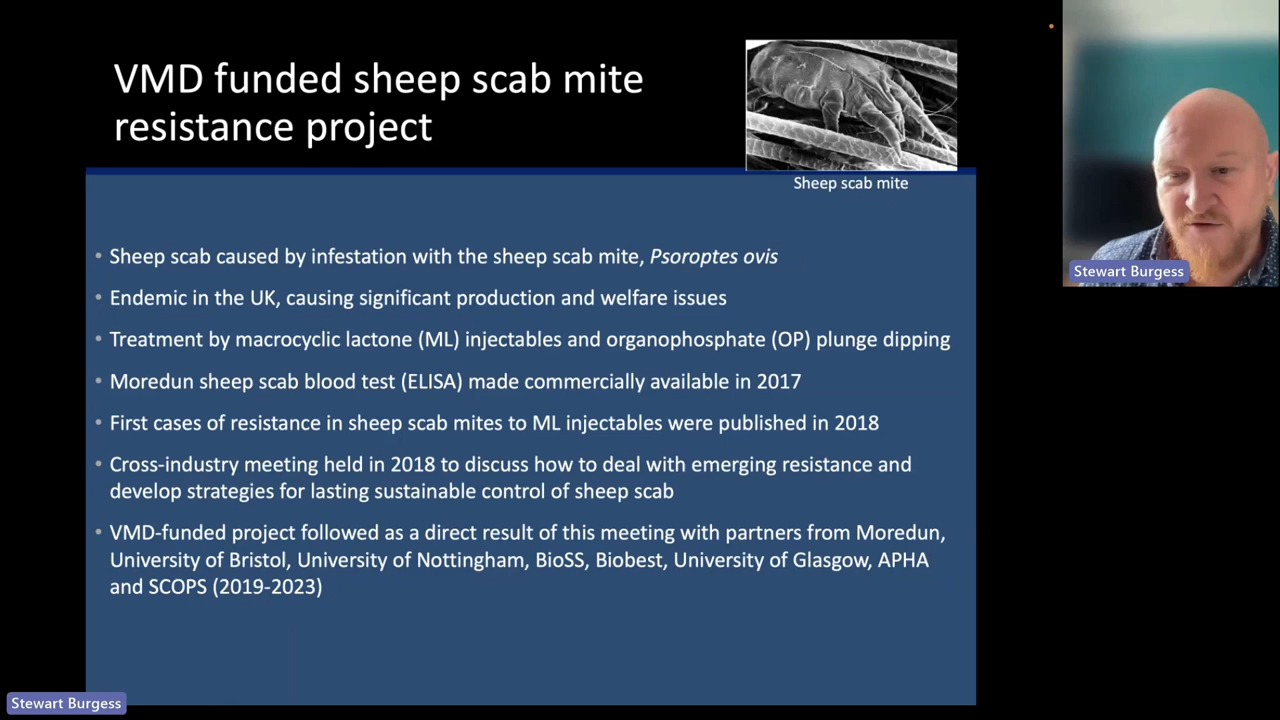 VMD funded sheep scab mite
resistance project
Sheep scab mite
• Sheep scab caused by infestation with the sheep scab mite, Psoroptes ovis
• Endemic in the UK, causing significant production and welfare issues
• Treatment by macrocyclic lactone (ML) injectables and organophosphate (OP) plunge dipping
• Moredun sheep scab blood test (ELISA) made commercially available in 2017
• First cases of resistance in sheep scab mites to ML injectables were published in 2018
• Cross-industry meeting held in 2018 to discuss how to deal with emerging resistance and
develop strategies for lasting sustainable control of sheep scab
• VMD-funded project followed as a direct result of this meeting with partners from Moredun,
University of Bristol, University of Nottingham, BioSS, Biobest, University of Glasgow, APHA
and SCOPS (2019-2023)
Stewart Burgess
Stewart Burgess